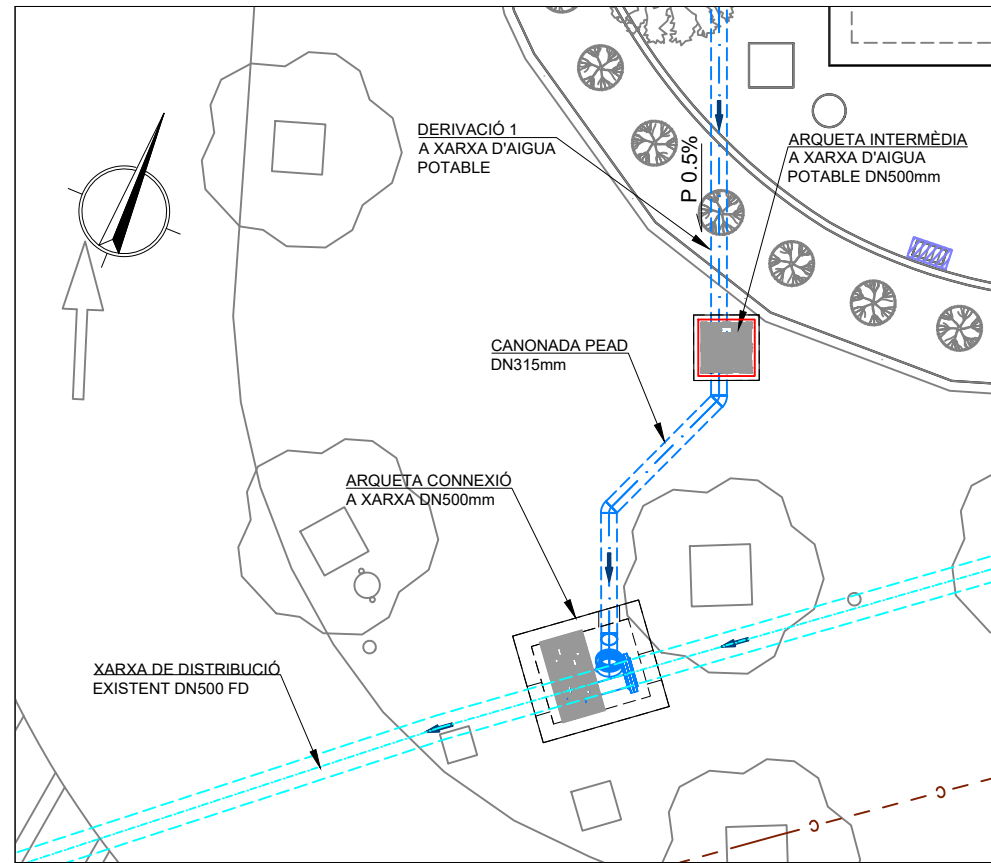 DERIVACIÓ 1
A XARXA D'AIGUA
POTABLE
P 0.5%
ARQUETA INTERMÈDIA
A XARXA D'AIGUA
POTABLE DN500mm
CANONADA PEAD
DN315mm
ARQUETA CONNEXIÓ
A XARXA DN500mm
XARXA DE DISTRIBUCIÓ
EXISTENT DN500 FD